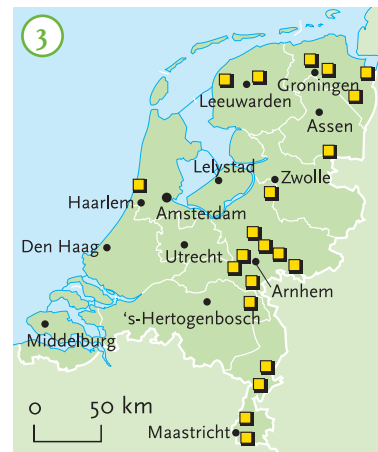 3
Groningen
Leeuwarden
Assen
Lelystad
Zwolle
Haarlem
Amsterdam
Den Haag
Utrecht
Arnhem
's-Hertogenbosch
Middelburg
0 50 km
Maastricht